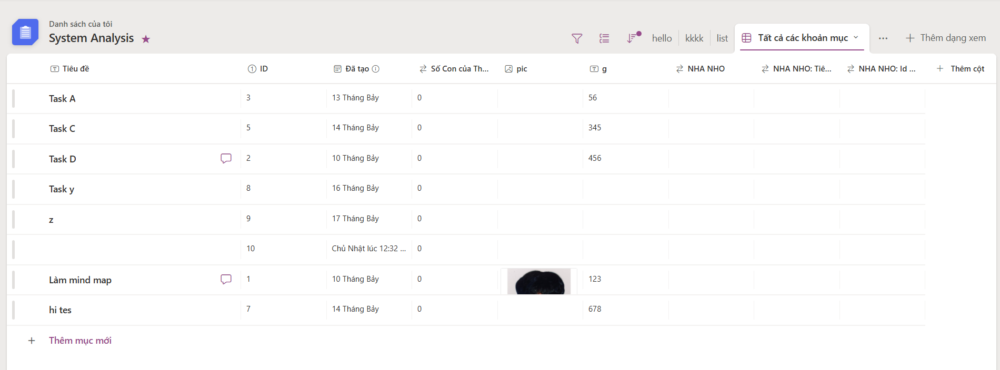 Danh sách của tôi
System Analysis
hello kkkk list Tất cả các khoản mục Thêm dạng xem
Tiêu đề ID Đã tạo Số Con của Th... pic g NHA NHO NHA NHO: Tiê... NHA NHO: Id ... Thêm cột
Task A 3 13 Tháng Bảy 0 56
Task C 5 14 Tháng Bảy 0 345
Task D 2 10 Tháng Bảy 0 456
Task y 8 16 Tháng Bảy 0
z 9 17 Tháng Bảy 0
10 Chủ Nhật lúc 12:32 ... 0
Làm mind map 1 10 Tháng Bảy 0 123
hi tes 7 14 Tháng Bảy 0 678
Thêm mục mới